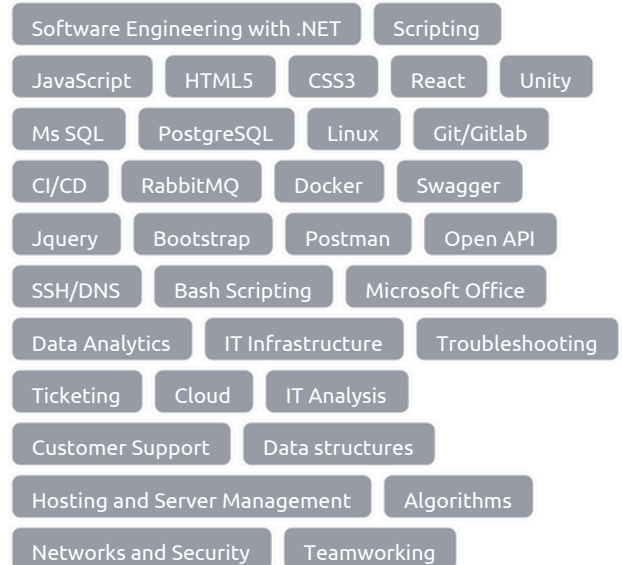 Software Engineering with .NET Scripting
JavaScript HTML5 CSS3 React Unity
Ms SQL PostgreSQL Linux Git/Gitlab
CI/CD RabbitMQ Docker Swagger
Jquery Bootstrap Postman Open API
SSH/DNS Bash Scripting Microsoft Office
Data Analytics IT Infrastructure Troubleshooting
Ticketing Cloud IT Analysis
Customer Support Data structures
Hosting and Server Management Algorithms
Networks and Security Teamworking